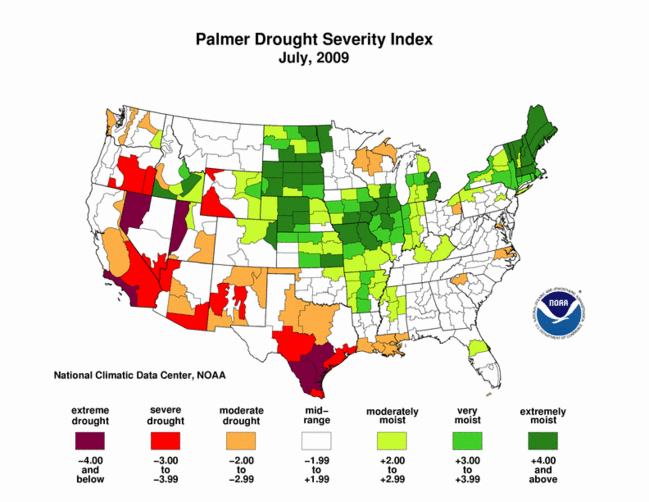 Palmer Drought Severity Index
July, 2009
NOAA
National Climatic Data Center, NOAA
extreme drought
severe drought
moderate drought
mid-range
moderately moist
very moist
extremely moist
-4.00 and below
-3.00 to -3.99
-2.00 to -2.99
-1.99 to +1.99
+2.00 to +2.99
+3.00 to +3.99
+4.00 and above